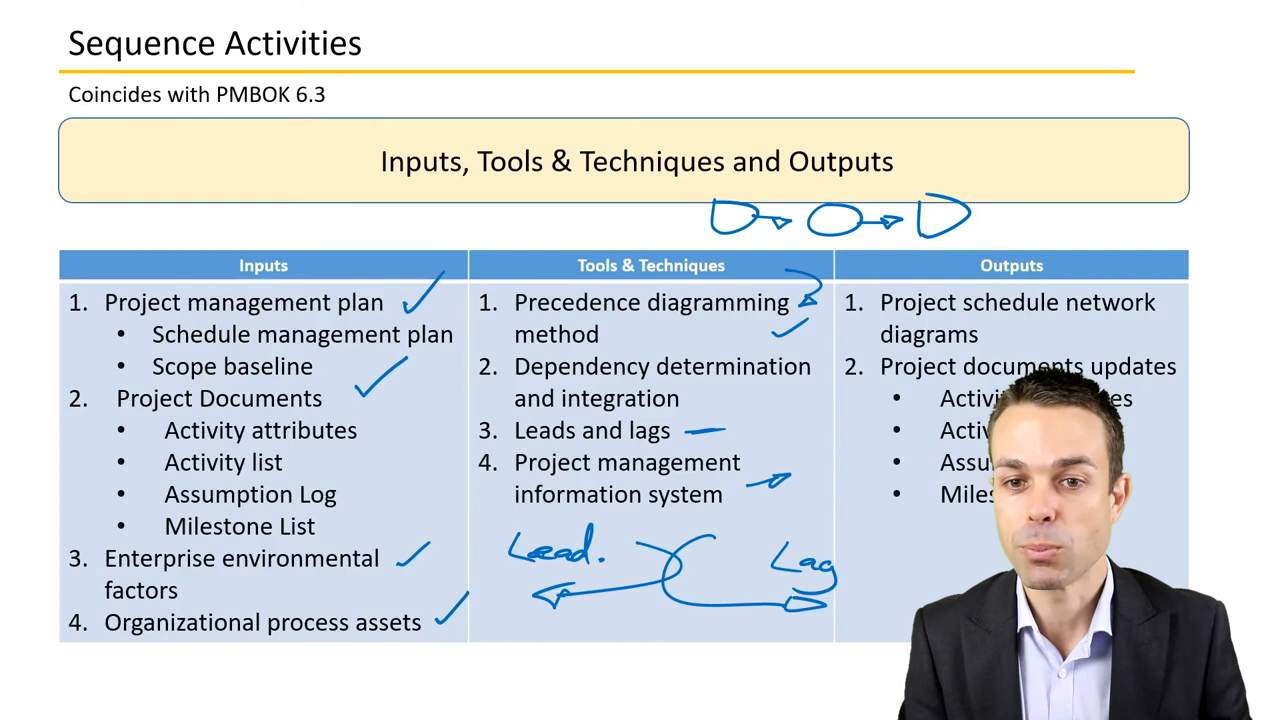 Sequence Activities
Coincides with PMBOK 6.3
Inputs, Tools & Techniques and Outputs
Inputs
1. Project management plan
• Schedule management plan
• Scope baseline
2. Project Documents
• Activity attributes
• Activity list
• Assumption Log
• Milestone List
3. Enterprise environmental
factors
4. Organizational process assets
Tools & Techniques
1. Precedence diagramming
method
2. Dependency determination
and integration
3. Leads and lags
4. Project management
information system
Lead.
Lag
Outputs
1. Project schedule network
diagrams
2. Project documents updates
•
•
•
•